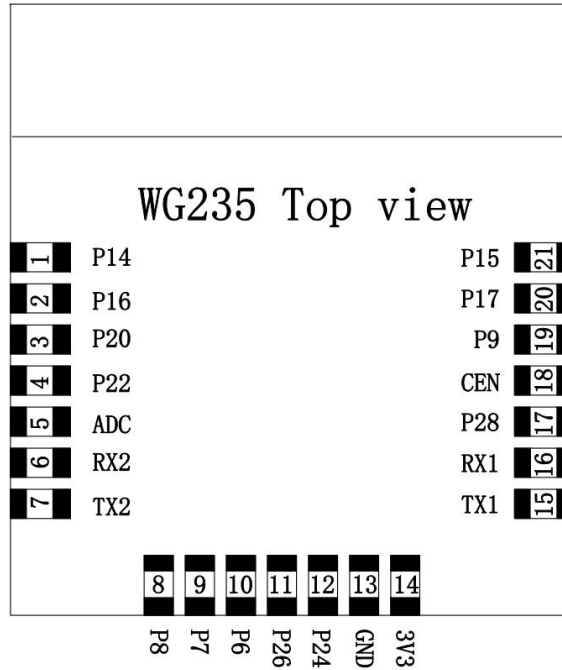 WG235 Top view
1 P14 P15 21
2 P16 P17 20
3 P20 P9 19
4 P22 CEN 18
5 ADC P28 17
6 RX2 RX1 16
7 TX2 TX1 15
8 9 10 11 12 13 14
P8 P7 P6 P26 P24 GND 3V3